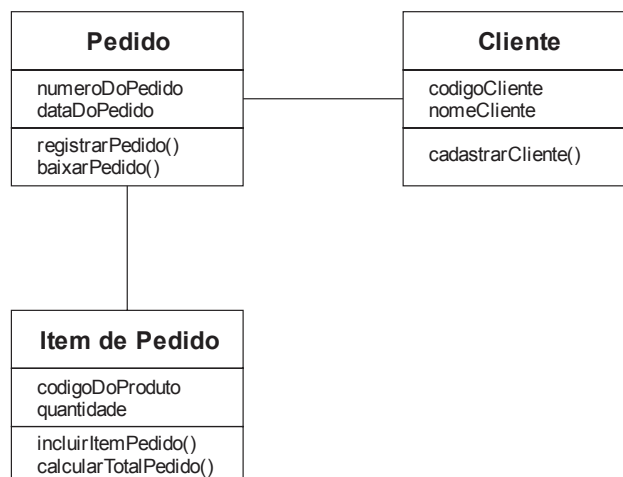 Pedido
numeroDoPedido
dataDoPedido
registrarPedido()
baixarPedido()
Cliente
codigoCliente
nomeCliente
cadastrarCliente()
Item de Pedido
codigoDoProduto
quantidade
incluirItemPedido()
calcularTotalPedido()